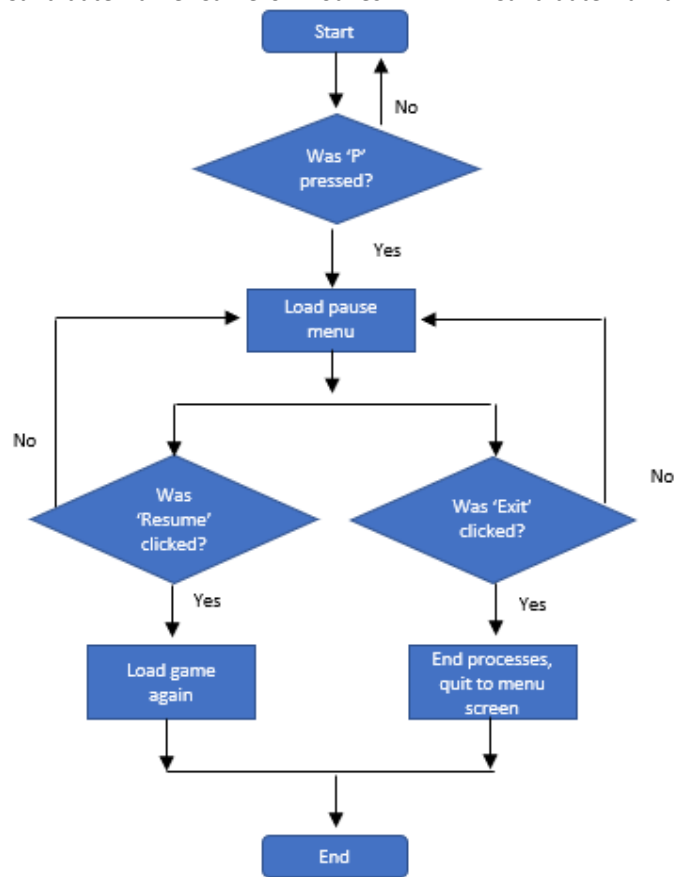 Start
No
Was 'P'
pressed?
Yes
Load pause
menu
No
No
Was
'Resume'
clicked?
Was 'Exit'
clicked?
Yes
Yes
Load game
again
End processes,
quit to menu
screen
End